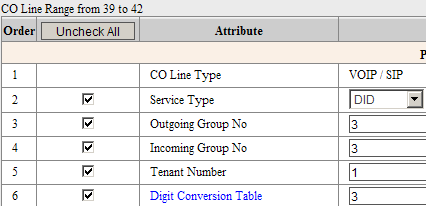 CO Line Range from 39 to 42
Order Uncheck All Attribute
P
1 CO Line Type VOIP / SIP
2 Service Type DID
3 Outgoing Group No 3
4 Incoming Group No 3
5 Tenant Number 1
6 Digit Conversion Table 3